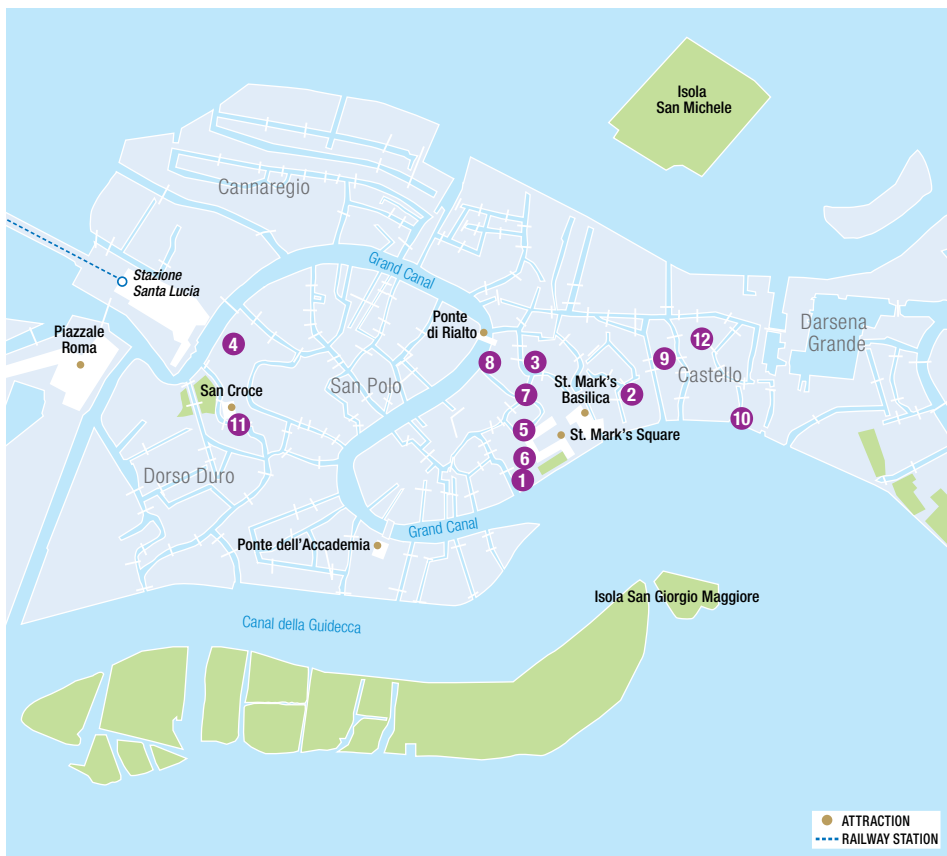 Isola
San Michele
Cannaregio
Grand Canal
Stazione
Santa Lucia
Ponte
di Rialto
Piazzale
Roma
Darsena
Grande
4
12
8
3
9
San Polo
Castello
St. Mark's
Basilica
San Croce
7
2
11
5
St. Mark's Square
10
6
Dorso Duro
1
Grand Canal
Ponte dell'Accademia
Isola San Giorgio Maggiore
Canal della Guidecca
ATTRACTION
RAILWAY STATION